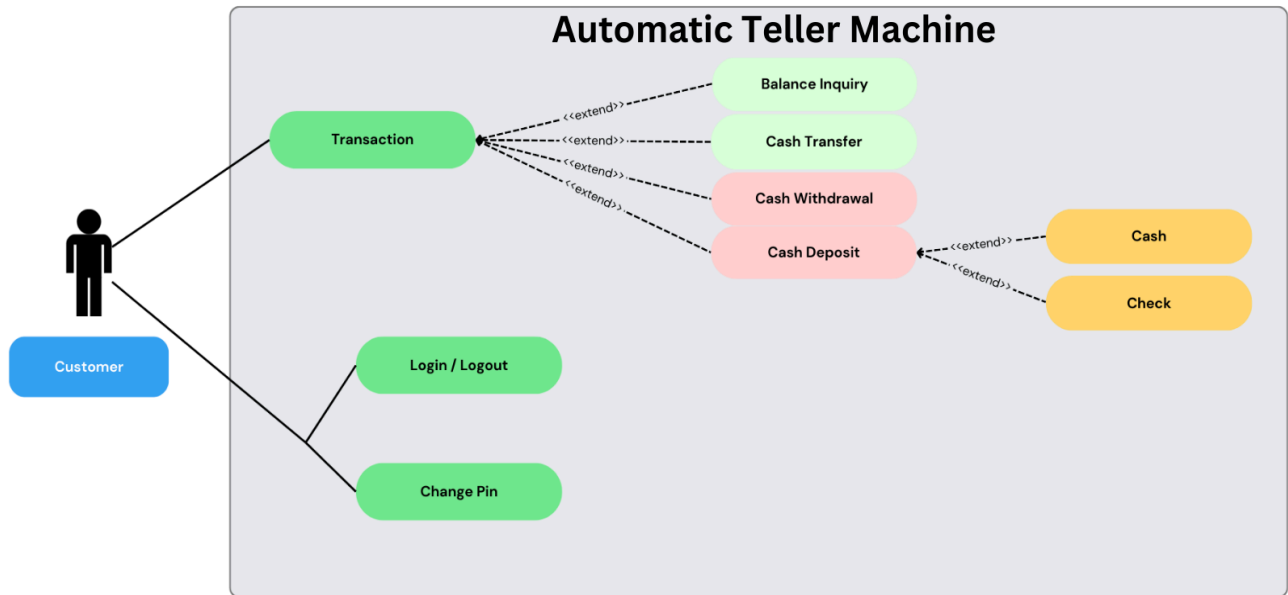 Automatic Teller Machine
Balance Inquiry
<<extend>>
Transaction
<<extend>>
Cash Transfer
<<extend>>
Cash Withdrawal
<<extend>>
Cash Deposit
<<extend>>
Cash
<<extend>>
Check
Customer
Login / Logout
Change Pin